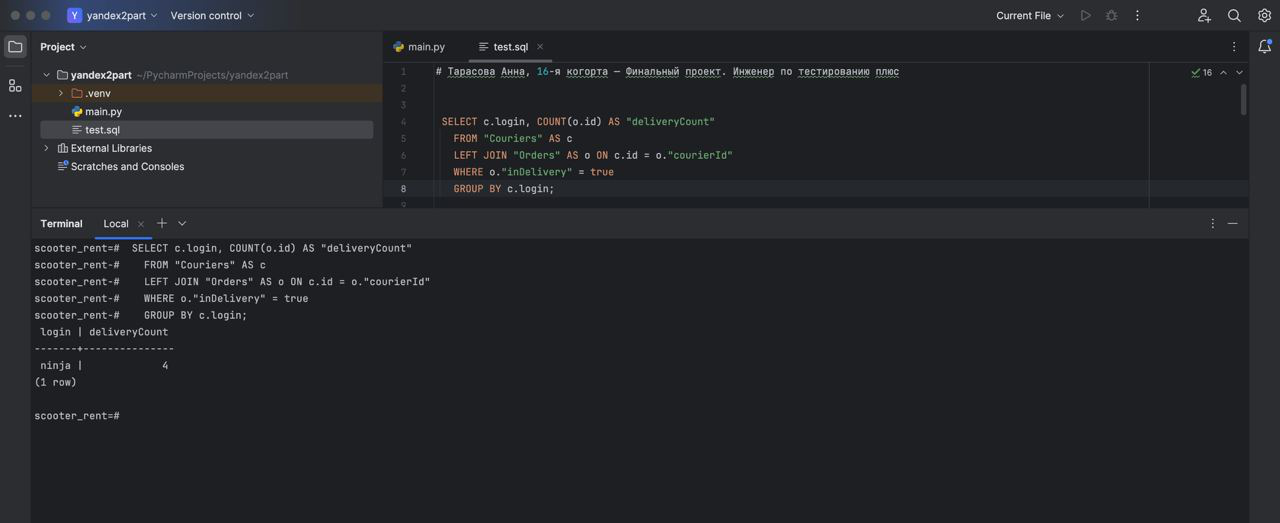 Y yandex2part Version control Current File
Project
main.py test.sql
yandex2part ~/PycharmProjects/yandex2part
.venv
main.py
test.sql
External Libraries
Scratches and Consoles
1 # Тарасова Анна, 16-я когорта — Финальный проект. Инженер по тестированию плюс
16
2
3
4 SELECT c.login, COUNT(o.id) AS "deliveryCount"
5 FROM "Couriers" AS c
6 LEFT JOIN "Orders" AS o ON c.id = o."courierId"
7 WHERE o."inDelivery" = true
8 GROUP BY c.login;
9
Terminal Local
scooter_rent=# SELECT c.login, COUNT(o.id) AS "deliveryCount"
scooter_rent-# FROM "Couriers" AS c
scooter_rent-# LEFT JOIN "Orders" AS o ON c.id = o."courierId"
scooter_rent-# WHERE o."inDelivery" = true
scooter_rent-# GROUP BY c.login;
login | deliveryCount
-------+---------------
ninja | 4
(1 row)
scooter_rent=#